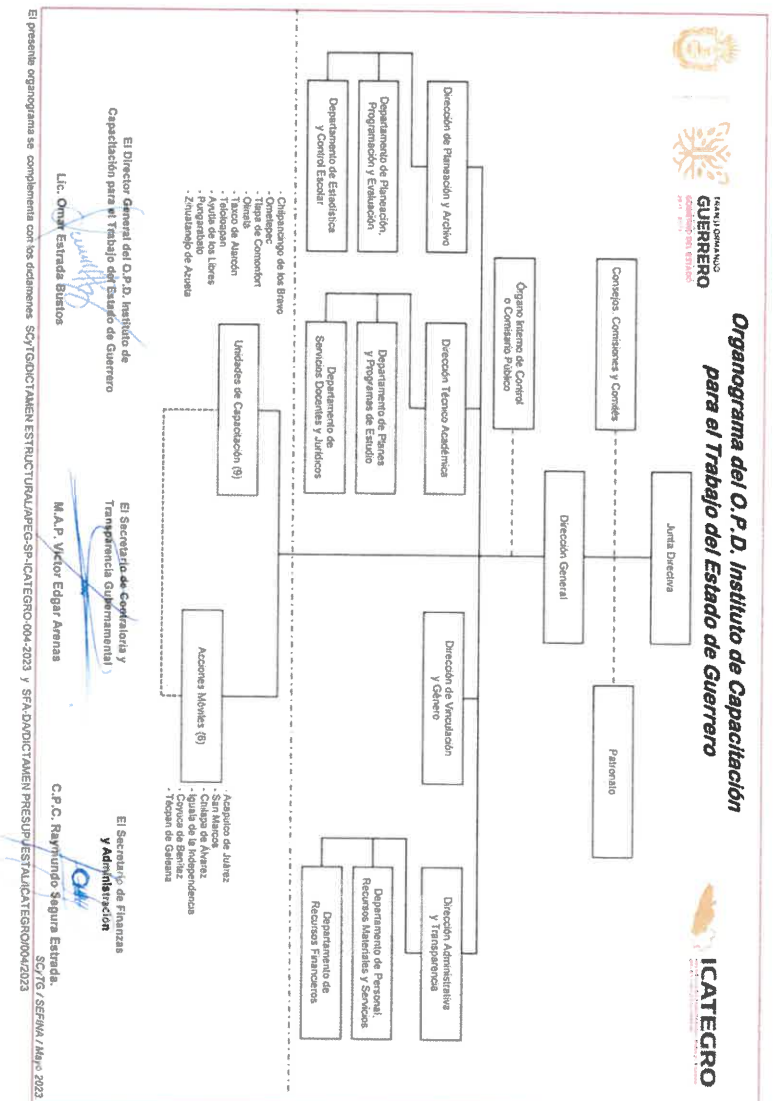 TRANSFORMANDO
GUERRERO
GOBIERNO DEL ESTADO
ICATEGRO
Organograma del O.P.D. Instituto de Capacitación
para el Trabajo del Estado de Guerrero
Junta Directiva
Consejos, Comisiones y Comités
Patronato
Dirección General
Órgano Interno de Control
o Comisario Público
Dirección de Planeación y Archivo
Departamento de Planeación,
Programación y Evaluación
Departamento de Estadística
y Control Escolar
Dirección Técnico Académica
Departamento de Planes
y Programas de Estudio
Departamento de
Servicios Docentes y Jurídicos
Dirección de Vinculación
y Género
Dirección Administrativa
y Transparencia
Departamento de Personal,
Recursos Materiales y Servicios
Departamento de
Recursos Financieros
- Chilpancingo de los Bravo
- Ometepec
- Tlapa de Comonfort
- Olinalá
- Taxco de Alarcón
- Teloloapan
- Ayutla de los Libres
- Pungarabato
- Zihuatanejo de Azueta
Unidades de Capacitación (9)
Acciones Móviles (6)
- Acapulco de Juárez
- San Marcos
- Chilapa de Álvarez
- Iguala de la Independencia
- Coyuca de Benítez
- Técpan de Galeana
El Director General del O.P.D. Instituto de
Capacitación para el Trabajo del Estado de Guerrero
Lic. Omar Estrada Bustos
El Secretario de Contraloría y
Transparencia Gubernamental
M.A.P. Víctor Edgar Arenas
El Secretario de Finanzas
y Administración
C.P.C. Raymundo Segura Estrada.
SCyTG / SEFINA / Mayo 2023
El presente organograma se complementa con los dictamenes SCyTG/DICTAMEN ESTRUCTURAL/APEG-SP-ICATEGRO-004-2023 y SFA-DA/DICTAMEN PRESUPUESTAL/ICATEGRO/004/2023